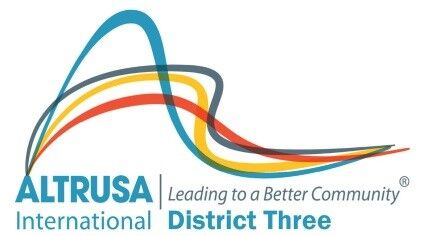 ALTRUSA | Leading to a Better Community®
International District Three